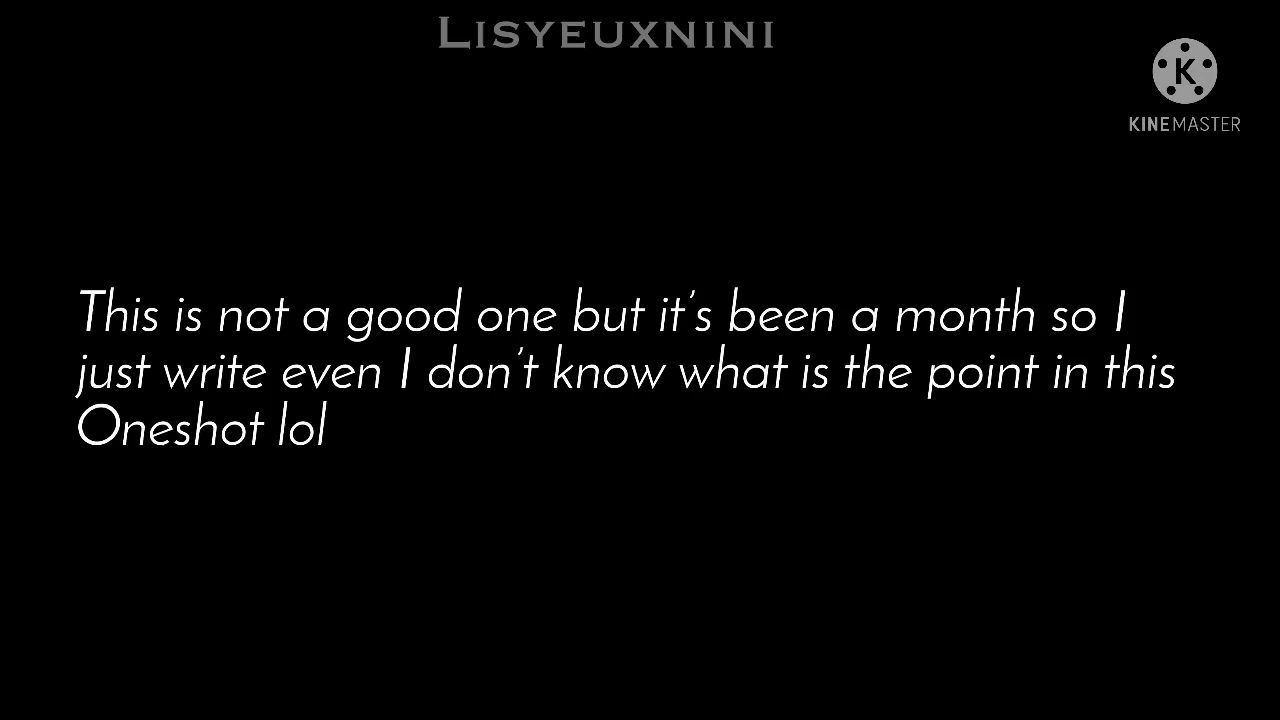 LISYEUXNINI
K
KINEMASTER
This is not a good one but it's been a month so I
just write even I don't know what is the point in this
Oneshot lol